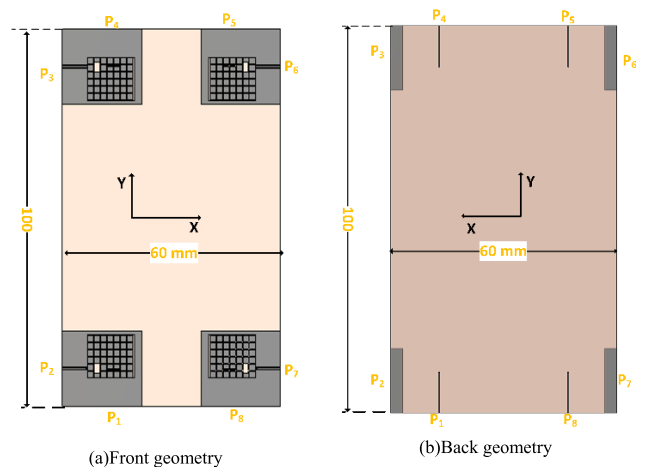 P4 P5
P3 P6
Y
X
100
60 mm
P2 P7
P1 P8
(a)Front geometry
P4 P5
P3 P6
Y
X
100
60 mm
P2 P7
P1 P8
(b)Back geometry